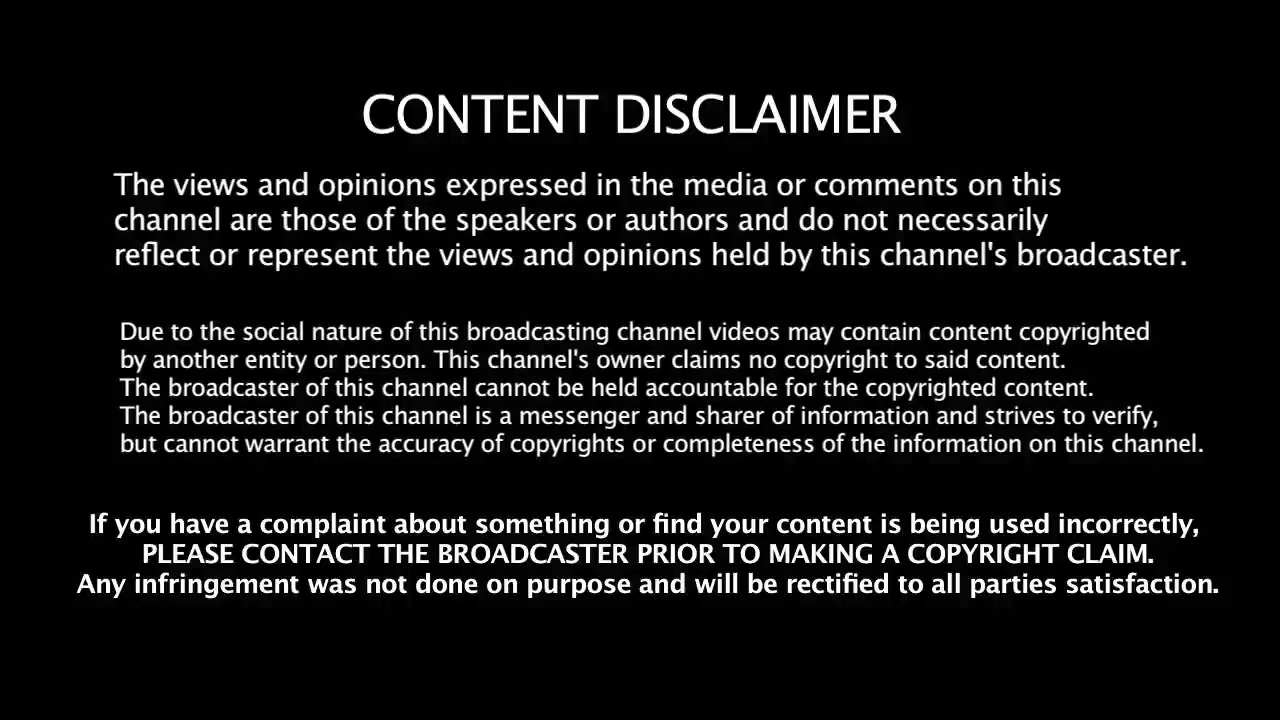 CONTENT DISCLAIMER
The views and opinions expressed in the media or comments on this
channel are those of the speakers or authors and do not necessarily
reflect or represent the views and opinions held by this channel's broadcaster.
Due to the social nature of this broadcasting channel videos may contain content copyrighted
by another entity or person. This channel's owner claims no copyright to said content.
The broadcaster of this channel cannot be held accountable for the copyrighted content.
The broadcaster of this channel is a messenger and sharer of information and strives to verify,
but cannot warrant the accuracy of copyrights or completeness of the information on this channel.
If you have a complaint about something or find your content is being used incorrectly,
PLEASE CONTACT THE BROADCASTER PRIOR TO MAKING A COPYRIGHT CLAIM.
Any infringement was not done on purpose and will be rectified to all parties satisfaction.